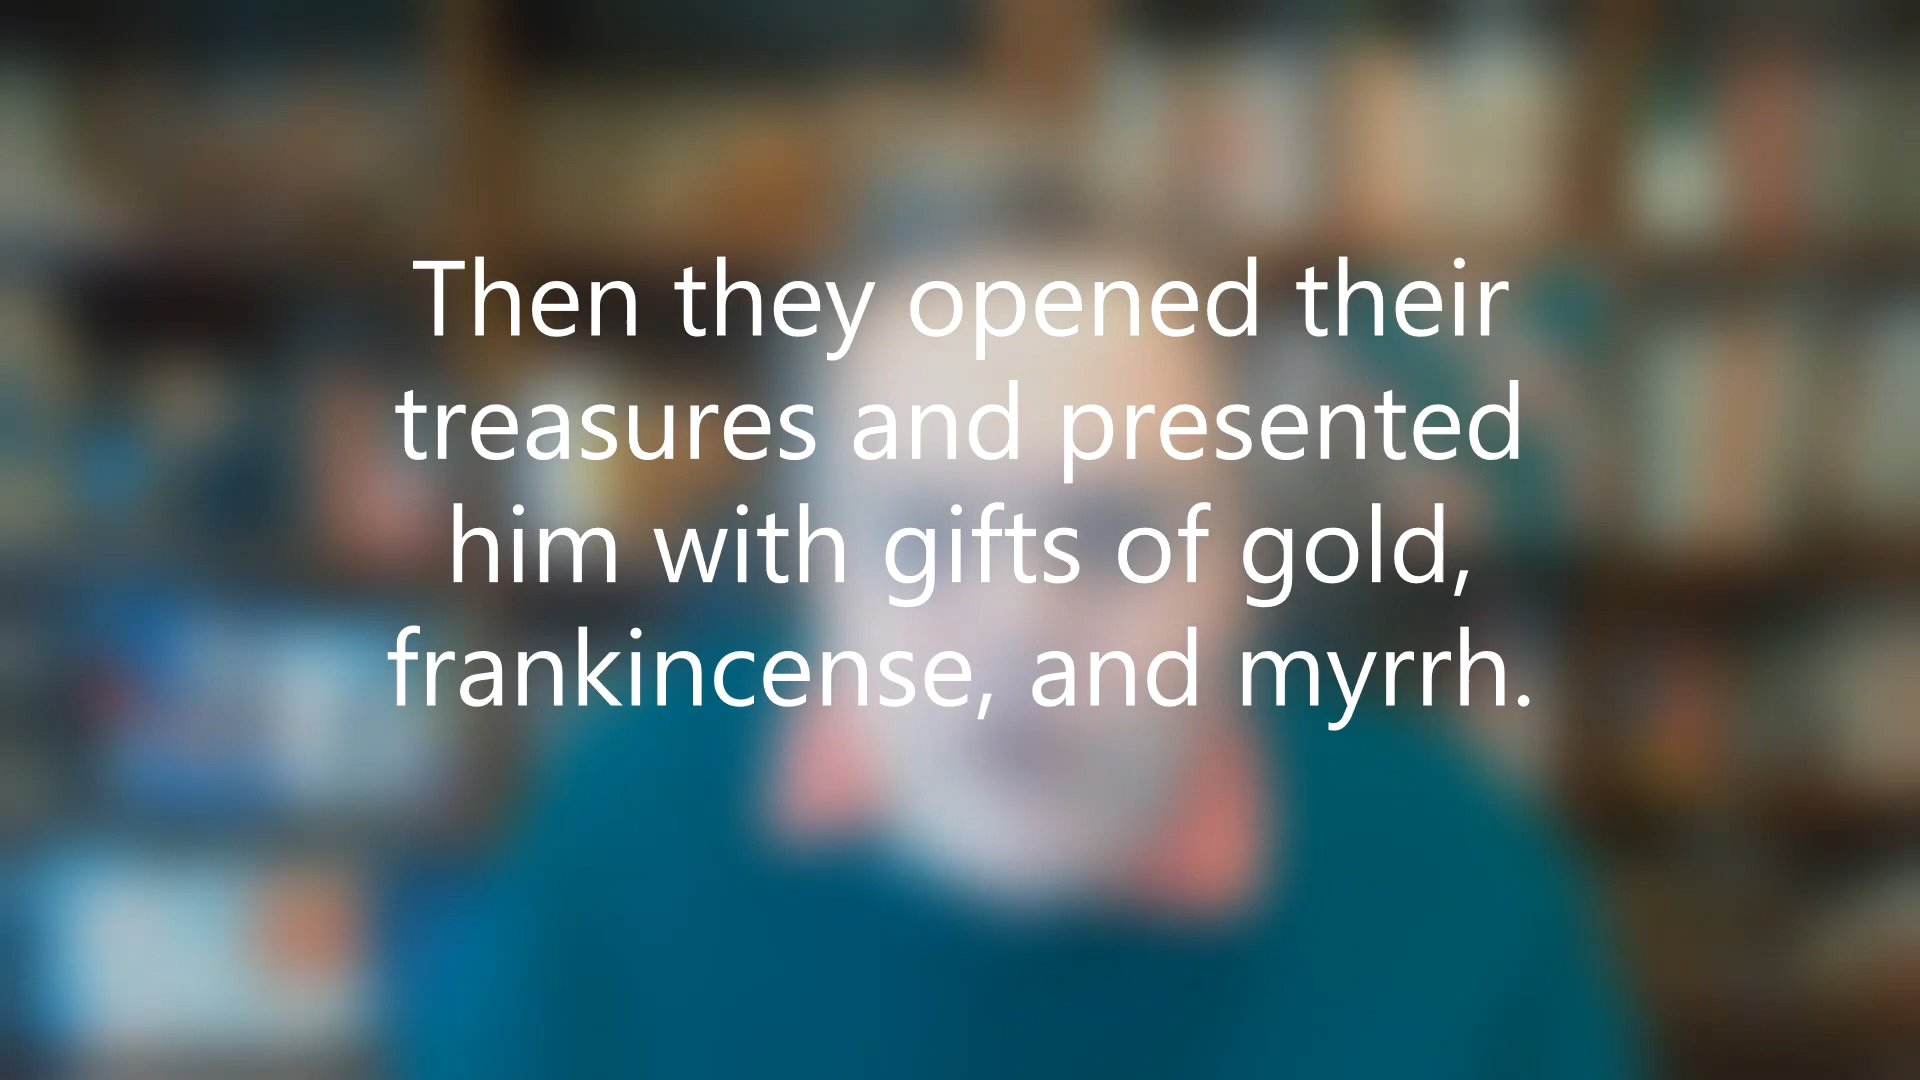 Then they opened their
treasures and presented
him with gifts of gold,
frankincense, and myrrh.